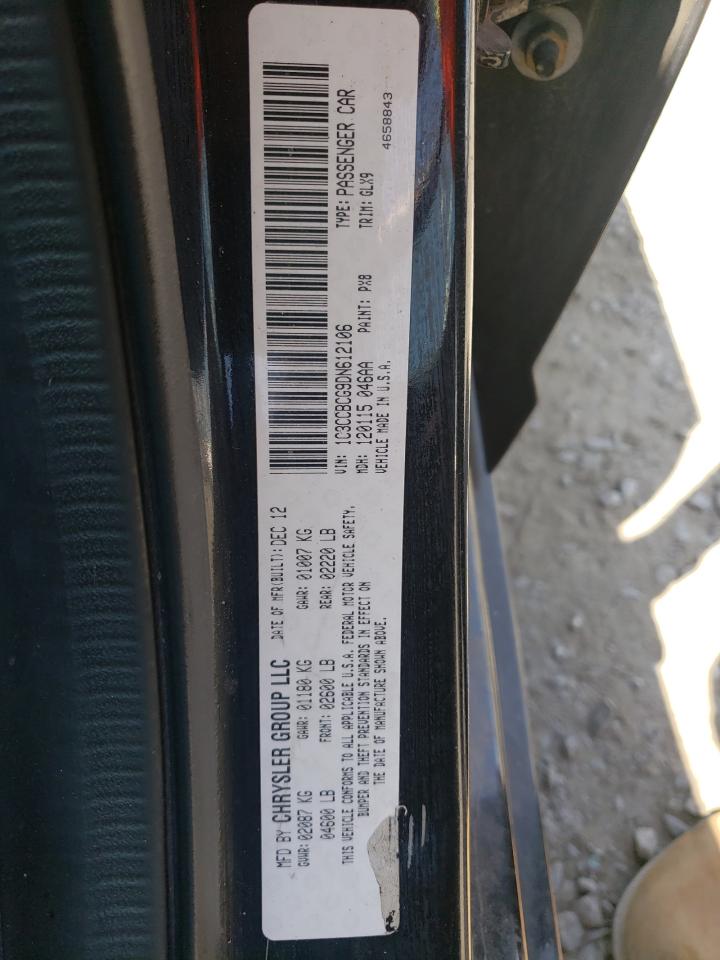 MFD BY CHRYSLER GROUP LLC DATE OF MFR(BUILT): DEC 12
GVWR: 02087 KG GAWR: 01180 KG GAWR: 01007 KG
04600 LB FRONT: 02600 LB REAR: 02220 LB
THIS VEHICLE CONFORMS TO ALL APPLICABLE U.S.A. FEDERAL MOTOR VEHICLE SAFETY,
BUMPER AND THEFT PREVENTION STANDARDS IN EFFECT ON
THE DATE OF MANUFACTURE SHOWN ABOVE.
VIN: 1C3CCBCG9DN612106 TYPE: PASSENGER CAR
MDH: 120115 046AA PAINT: PX8 TRIM: GLX9
VEHICLE MADE IN U.S.A. 4658843